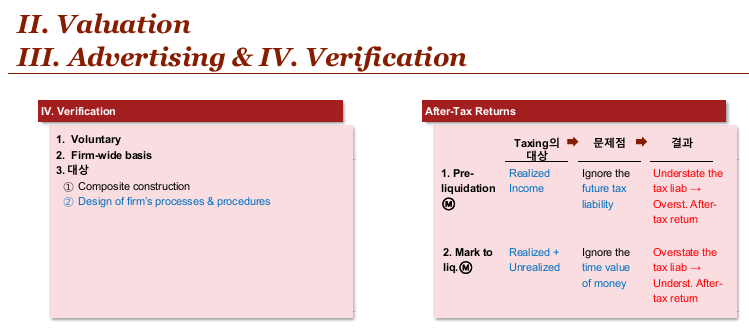 II. Valuation
III. Advertising & IV. Verification
IV. Verification
1. Voluntary
2. Firm-wide basis
3. 대상
① Composite construction
② Design of firm's processes & procedures
After-Tax Returns
Taxing의
대상
문제점
결과
1. Pre-
liquidation
Ⓜ
Realized
Income
Ignore the
future tax
liability
Understate the
tax liab →
Overst. After-
tax return
2. Mark to
liq.Ⓜ
Realized +
Unrealized
Ignore the
time value
of money
Overstate the
tax liab →
Underst. After-
tax return